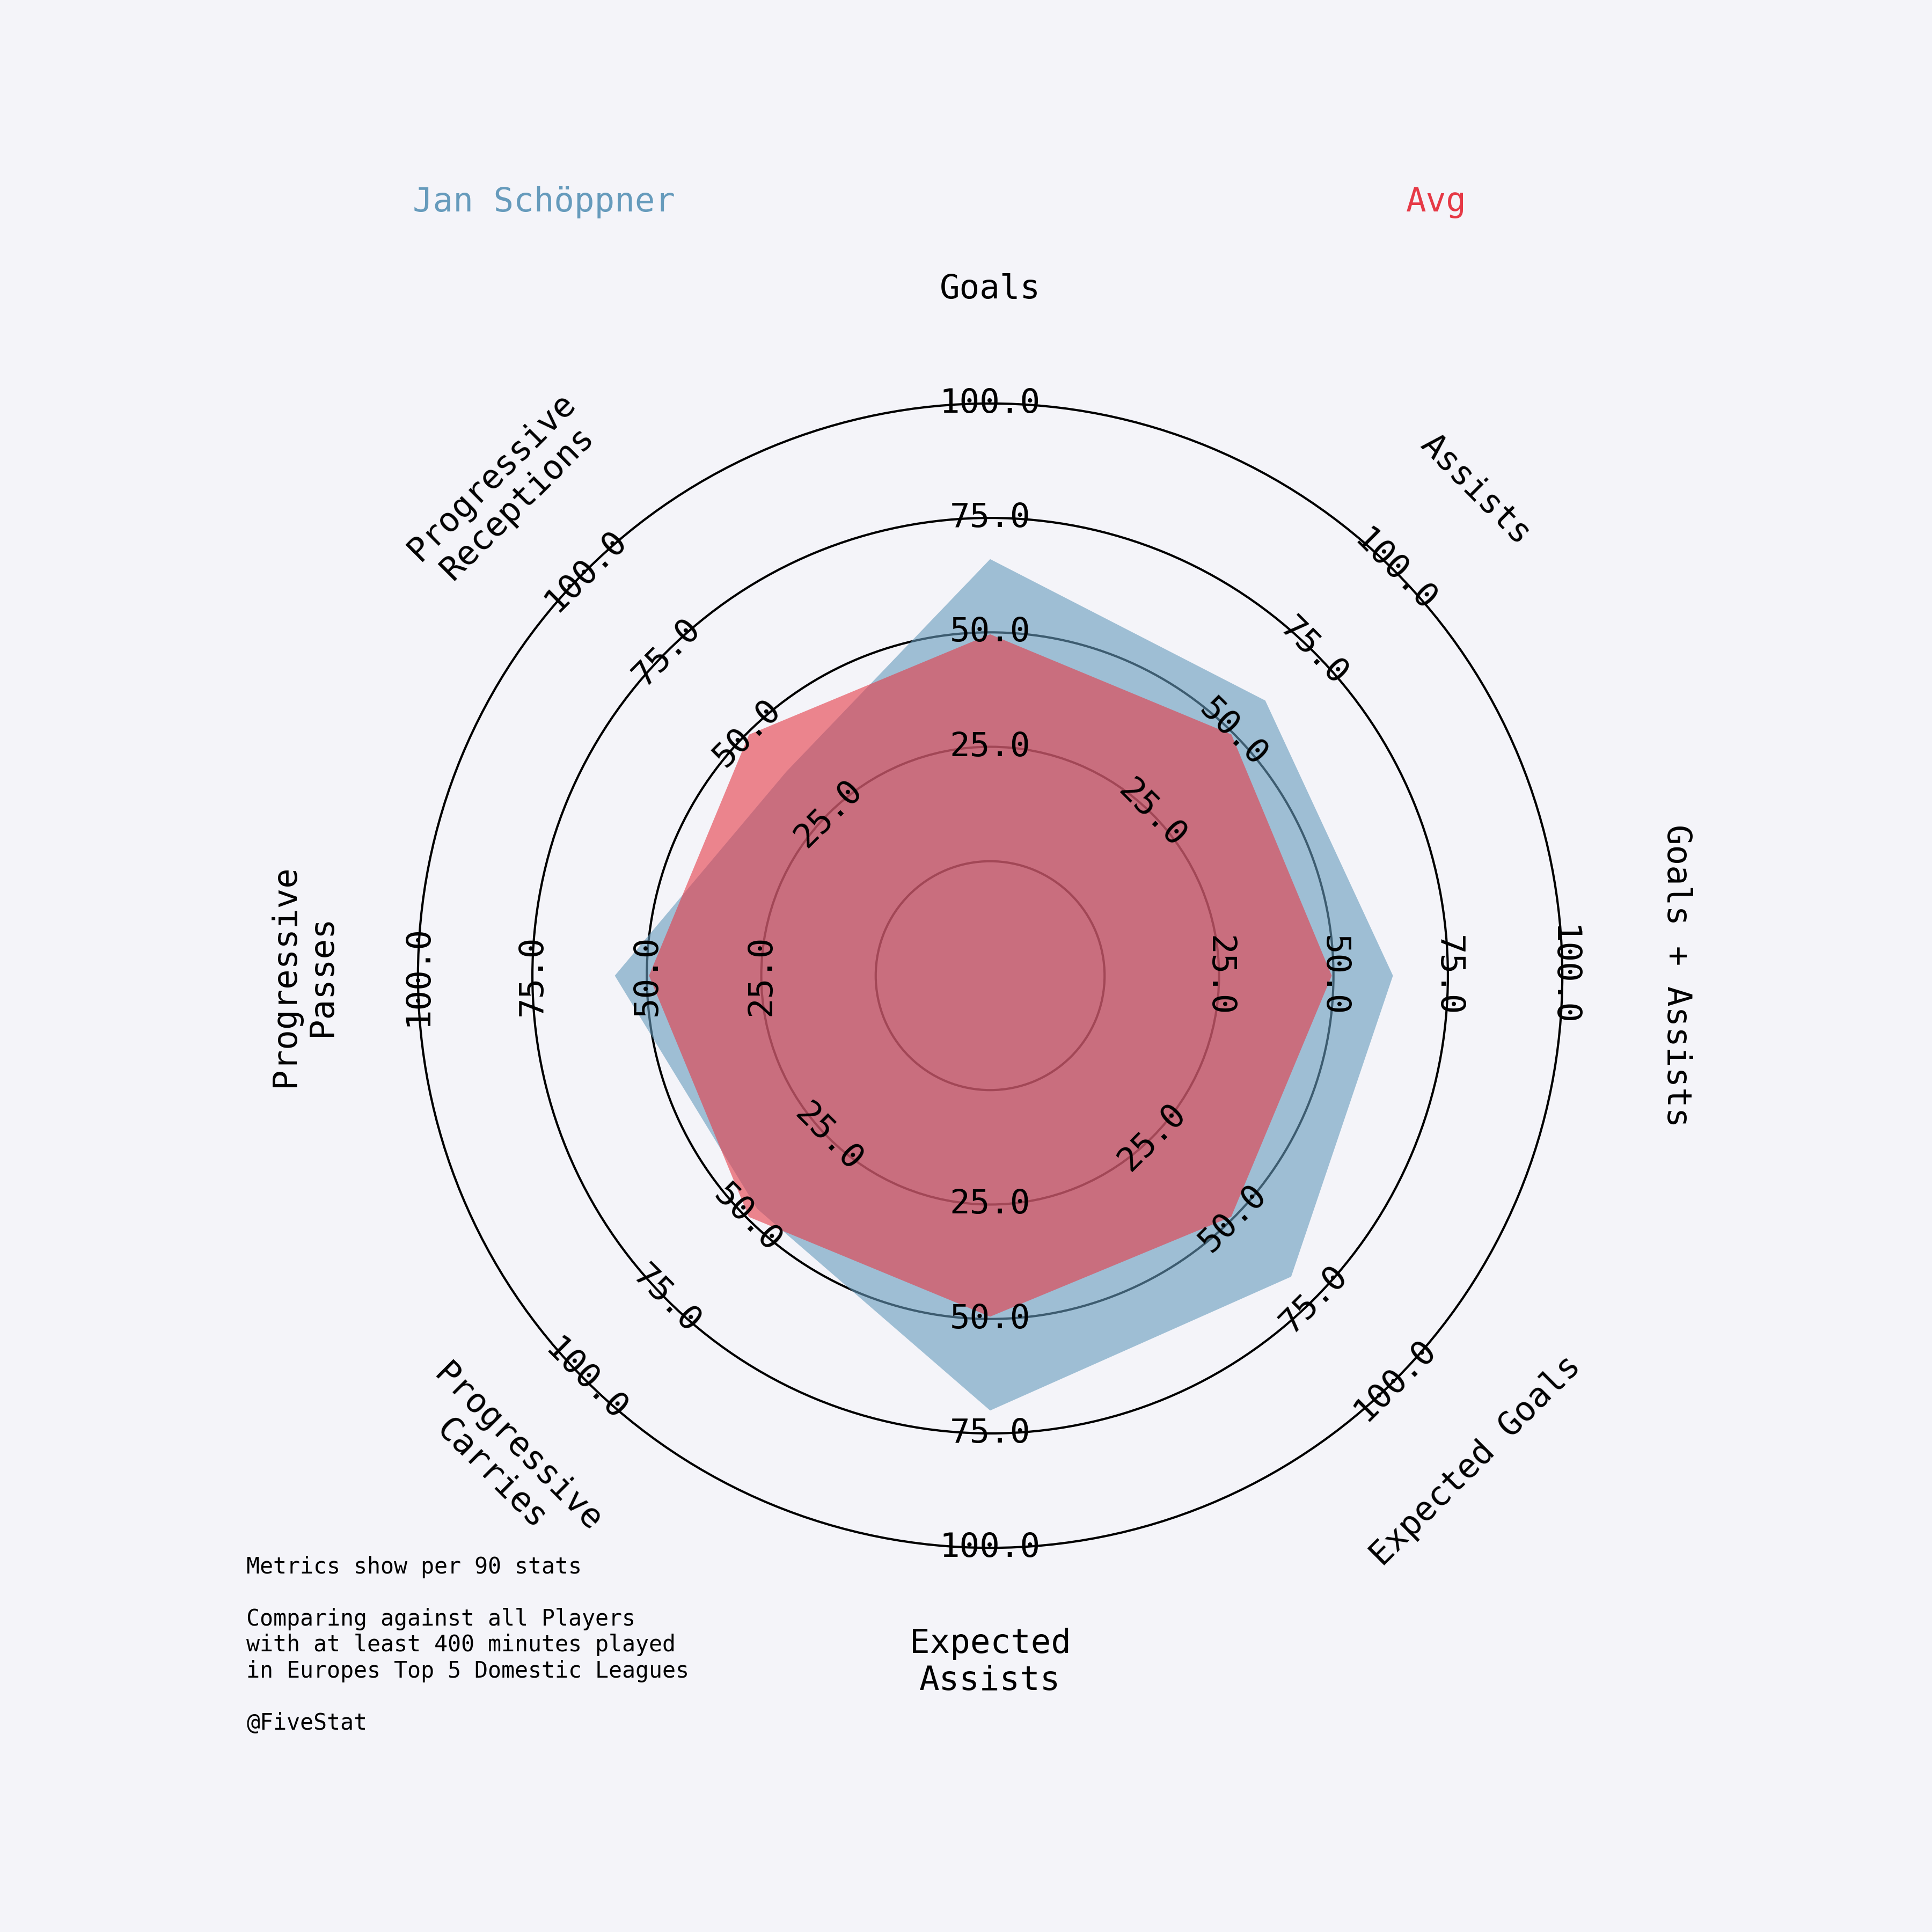 Jan Schöppner
Avg
Goals
Assists
Goals + Assists
Expected Goals
Expected
Assists
Progressive
Carries
Progressive
Passes
Progressive
Receptions
100.0
75.0
50.0
25.0
100.0
75.0
50.0
25.0
100.0
75.0
50.0
25.0
100.0
75.0
50.0
25.0
25.0
50.0
75.0
100.0
25.0
50.0
75.0
100.0
100.0
75.0
50.0
25.0
100.0
75.0
50.0
25.0
Metrics show per 90 stats
Comparing against all Players
with at least 400 minutes played
in Europes Top 5 Domestic Leagues
@FiveStat